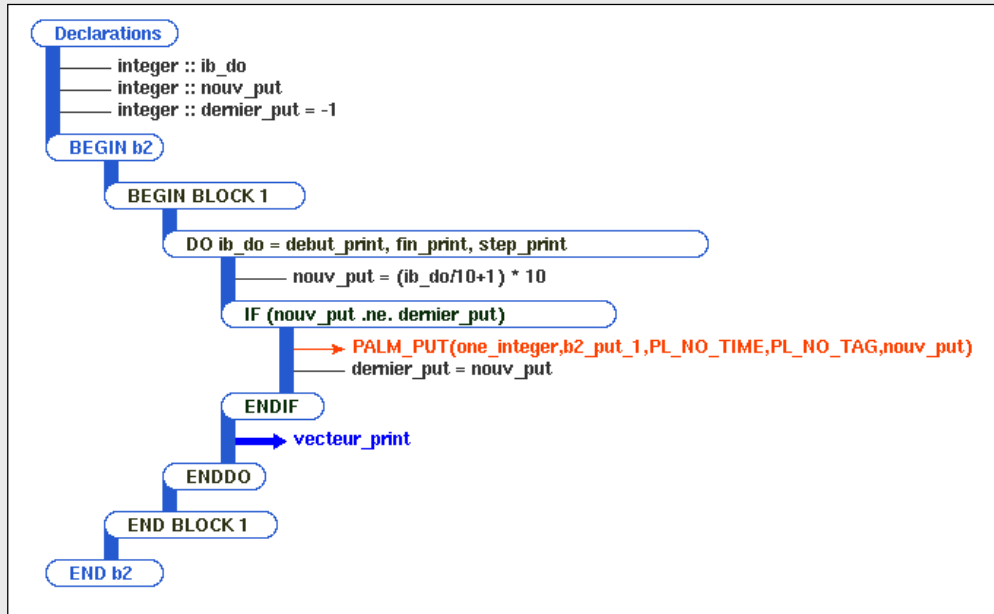 Declarations
integer :: ib_do
integer :: nouv_put
integer :: dernier_put = -1
BEGIN b2
BEGIN BLOCK 1
DO ib_do = debut_print, fin_print, step_print
nouv_put = (ib_do/10+1) * 10
IF (nouv_put .ne. dernier_put)
PALM_PUT(one_integer,b2_put_1,PL_NO_TIME,PL_NO_TAG,nouv_put)
dernier_put = nouv_put
ENDIF
vecteur_print
ENDDO
END BLOCK 1
END b2